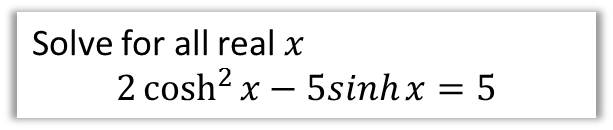 Solve for all real x
2 cosh² x − 5sinh x = 5